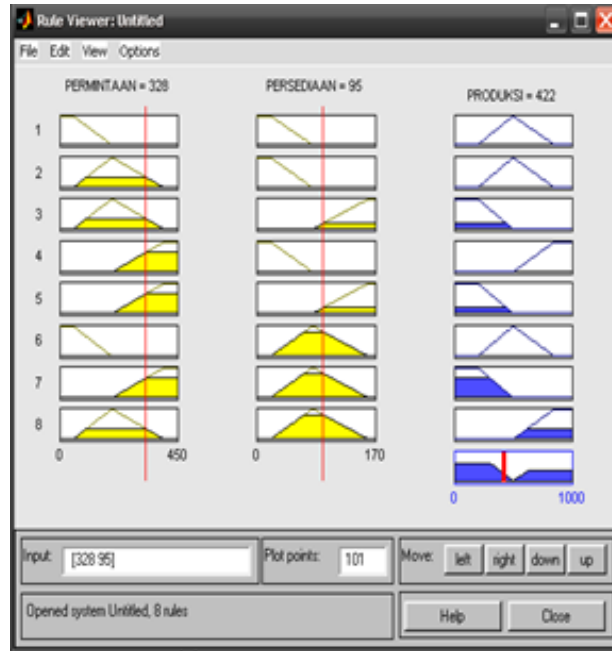 Rule Viewer: Untitled
File Edit View Options
PERMINTAAN = 328 PERSEDIAAN = 95 PRODUKSI = 422
1
2
3
4
5
6
7
8
0 450 0 170
0 1000
Input: [328 95] Plot points: 101 Move: left right down up
Opened system Untitled, 8 rules Help Close